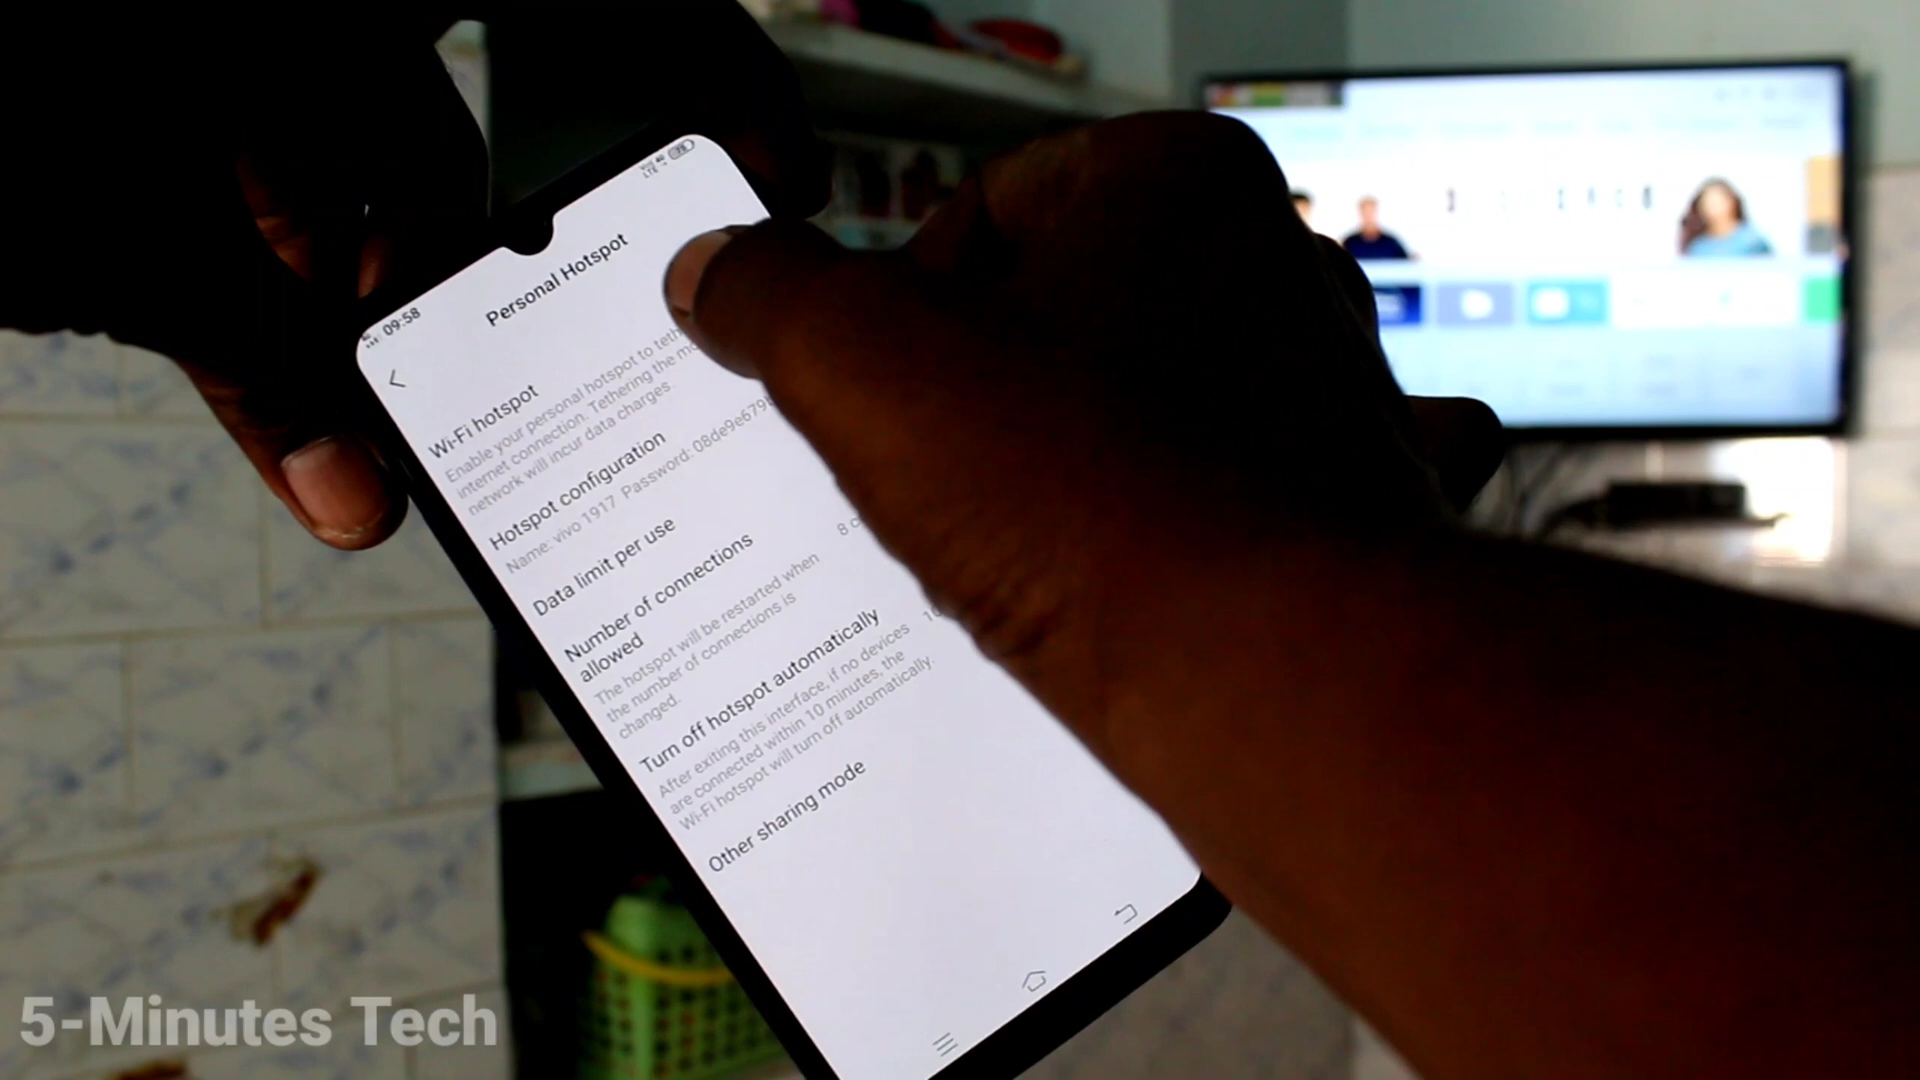 09:58
Personal Hotspot
Wi-Fi hotspot
Enable your personal hotspot to
internet connection. Tethering the
network will incur data charges.
Hotspot configuration
Name: vivo 1917 Password: 08de9e679
Data limit per use
Number of connections
allowed
8
The hotspot will be restarted when
the number of connections is
changed.
Turn off hotspot automatically
After exiting this interface, if no devices
are connected within 10 minutes, the
Wi-Fi hotspot will turn off automatically.
Other sharing mode
5-Minutes Tech